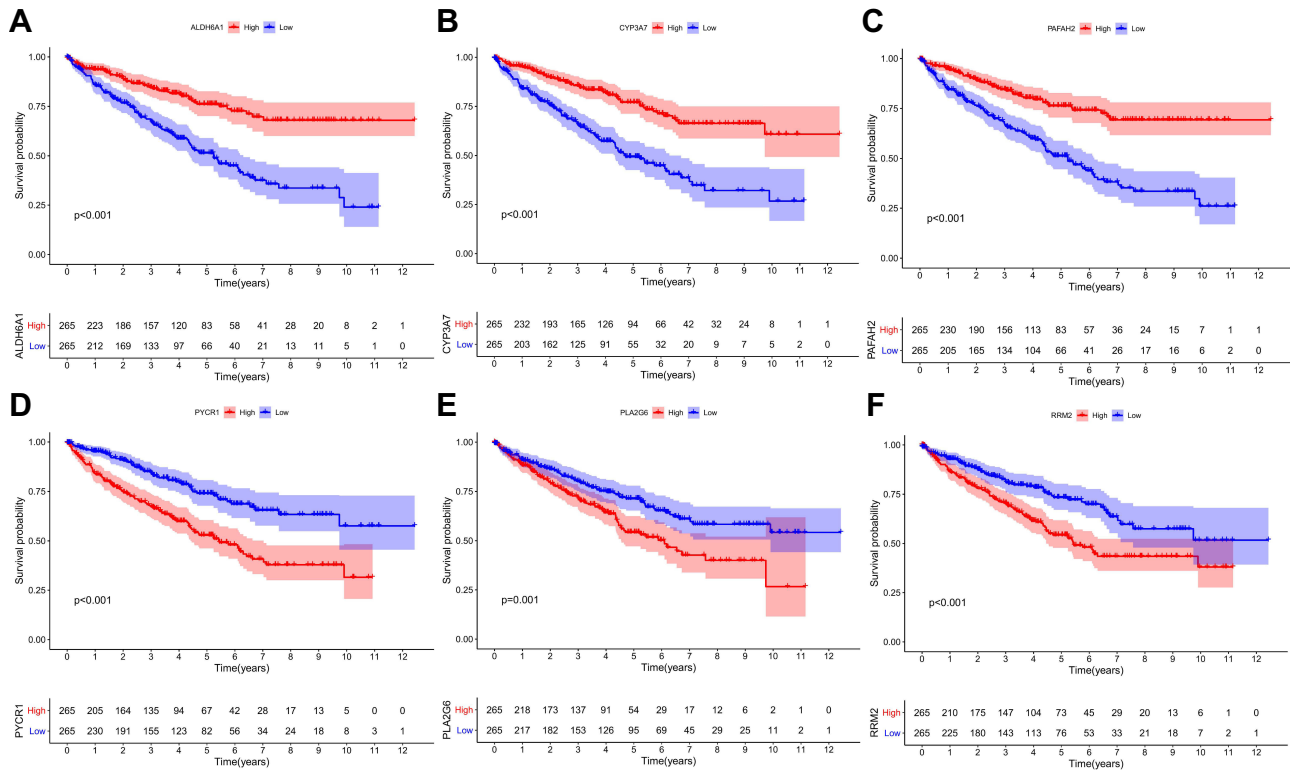 A
ALDH6A1 High Low
Survival probability
1.00
0.75
0.50
0.25
0.00
p<0.001
0 1 2 3 4 5 6 7 8 9 10 11 12
Time(years)
ALDH6A1
High 265 223 186 157 120 83 58 41 28 20 8 2 1
Low 265 212 169 133 97 66 40 21 13 11 5 1 0
0 1 2 3 4 5 6 7 8 9 10 11 12
B
CYP3A7 High Low
Survival probability
1.00
0.75
0.50
0.25
0.00
p<0.001
0 1 2 3 4 5 6 7 8 9 10 11 12
Time(years)
CYP3A7
High 265 232 193 165 126 94 66 42 32 24 8 1 1
Low 265 203 162 125 91 55 32 20 9 7 5 2 0
0 1 2 3 4 5 6 7 8 9 10 11 12
C
PAFAH2 High Low
Survival probability
1.00
0.75
0.50
0.25
0.00
p<0.001
0 1 2 3 4 5 6 7 8 9 10 11 12
Time(years)
PAFAH2
High 265 230 190 156 113 83 57 36 24 15 7 1 1
Low 265 205 165 134 104 66 41 26 17 16 6 2 0
0 1 2 3 4 5 6 7 8 9 10 11 12
D
PYCR1 High Low
Survival probability
1.00
0.75
0.50
0.25
0.00
p<0.001
0 1 2 3 4 5 6 7 8 9 10 11 12
Time(years)
PYCR1
High 265 205 164 135 94 67 42 28 17 13 5 0 0
Low 265 230 191 155 123 82 56 34 24 18 8 3 1
0 1 2 3 4 5 6 7 8 9 10 11 12
E
PLA2G6 High Low
Survival probability
1.00
0.75
0.50
0.25
0.00
p=0.001
0 1 2 3 4 5 6 7 8 9 10 11 12
Time(years)
PLA2G6
High 265 218 173 137 91 54 29 17 12 6 2 1 0
Low 265 217 182 153 126 95 69 45 29 25 11 2 1
0 1 2 3 4 5 6 7 8 9 10 11 12
F
RRM2 High Low
Survival probability
1.00
0.75
0.50
0.25
0.00
p<0.001
0 1 2 3 4 5 6 7 8 9 10 11 12
Time(years)
RRM2
High 265 210 175 147 104 73 45 29 20 13 6 1 0
Low 265 225 180 143 113 76 53 33 21 18 7 2 1
0 1 2 3 4 5 6 7 8 9 10 11 12